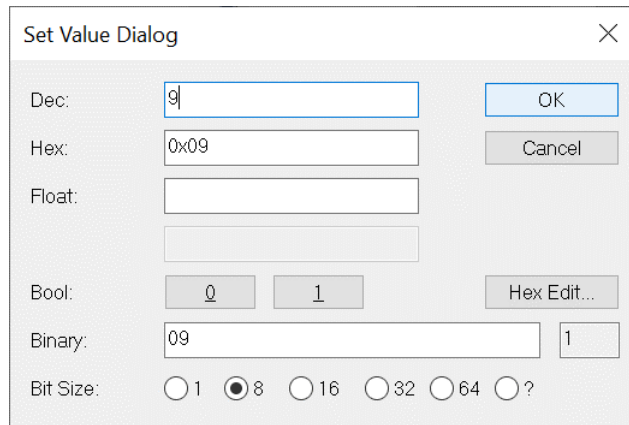 Set Value Dialog
Dec: 9 OK
Hex: 0x09 Cancel
Float:
Bool: 0 1 Hex Edit...
Binary: 09 1
Bit Size: 1 8 16 32 64 ?